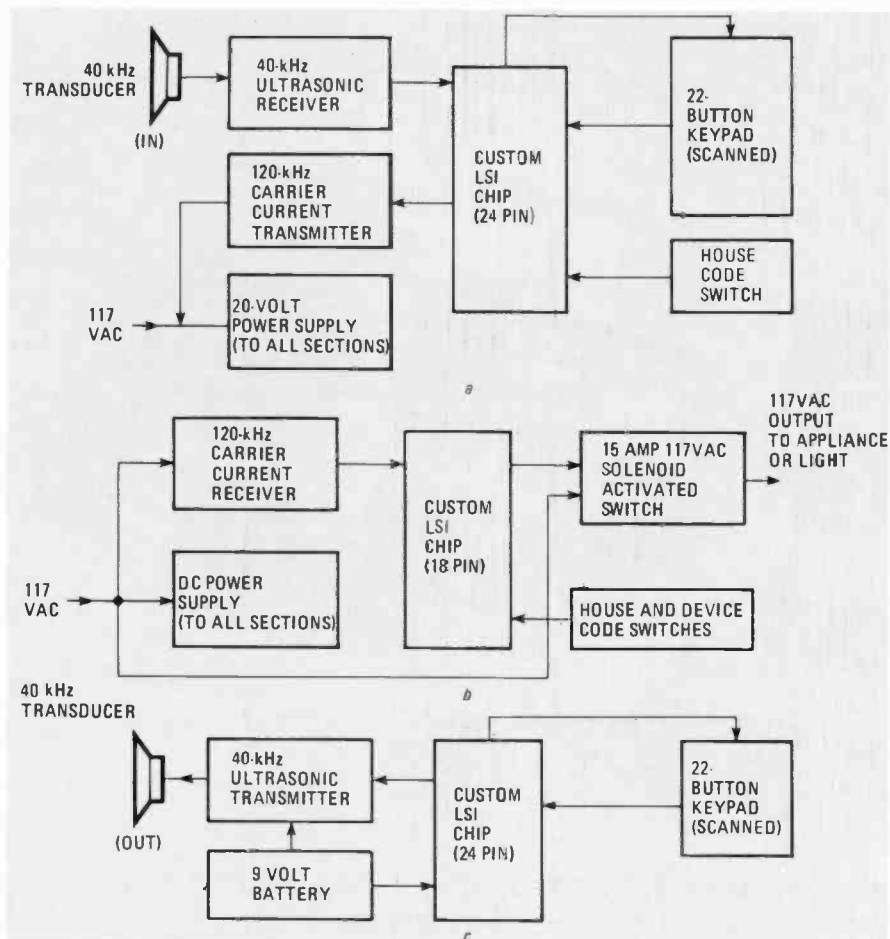 40 kHz
TRANSDUCER
(IN)
40-kHz
ULTRASONIC
RECEIVER
120-kHz
CARRIER
CURRENT
TRANSMITTER
117
VAC
20-VOLT
POWER SUPPLY
(TO ALL SECTIONS)
CUSTOM
LSI
CHIP
(24 PIN)
22-
BUTTON
KEYPAD
(SCANNED)
HOUSE
CODE
SWITCH
a
120-kHz
CARRIER
CURRENT
RECEIVER
117
VAC
DC POWER
SUPPLY
(TO ALL SECTIONS)
CUSTOM
LSI
CHIP
(18 PIN)
15 AMP 117VAC
SOLENOID
ACTIVATED
SWITCH
117VAC
OUTPUT
TO APPLIANCE
OR LIGHT
HOUSE AND DEVICE
CODE SWITCHES
b
40 kHz
TRANSDUCER
(OUT)
40-kHz
ULTRASONIC
TRANSMITTER
9 VOLT
BATTERY
CUSTOM
LSI
CHIP
(24 PIN)
22-
BUTTON
KEYPAD
(SCANNED)
c